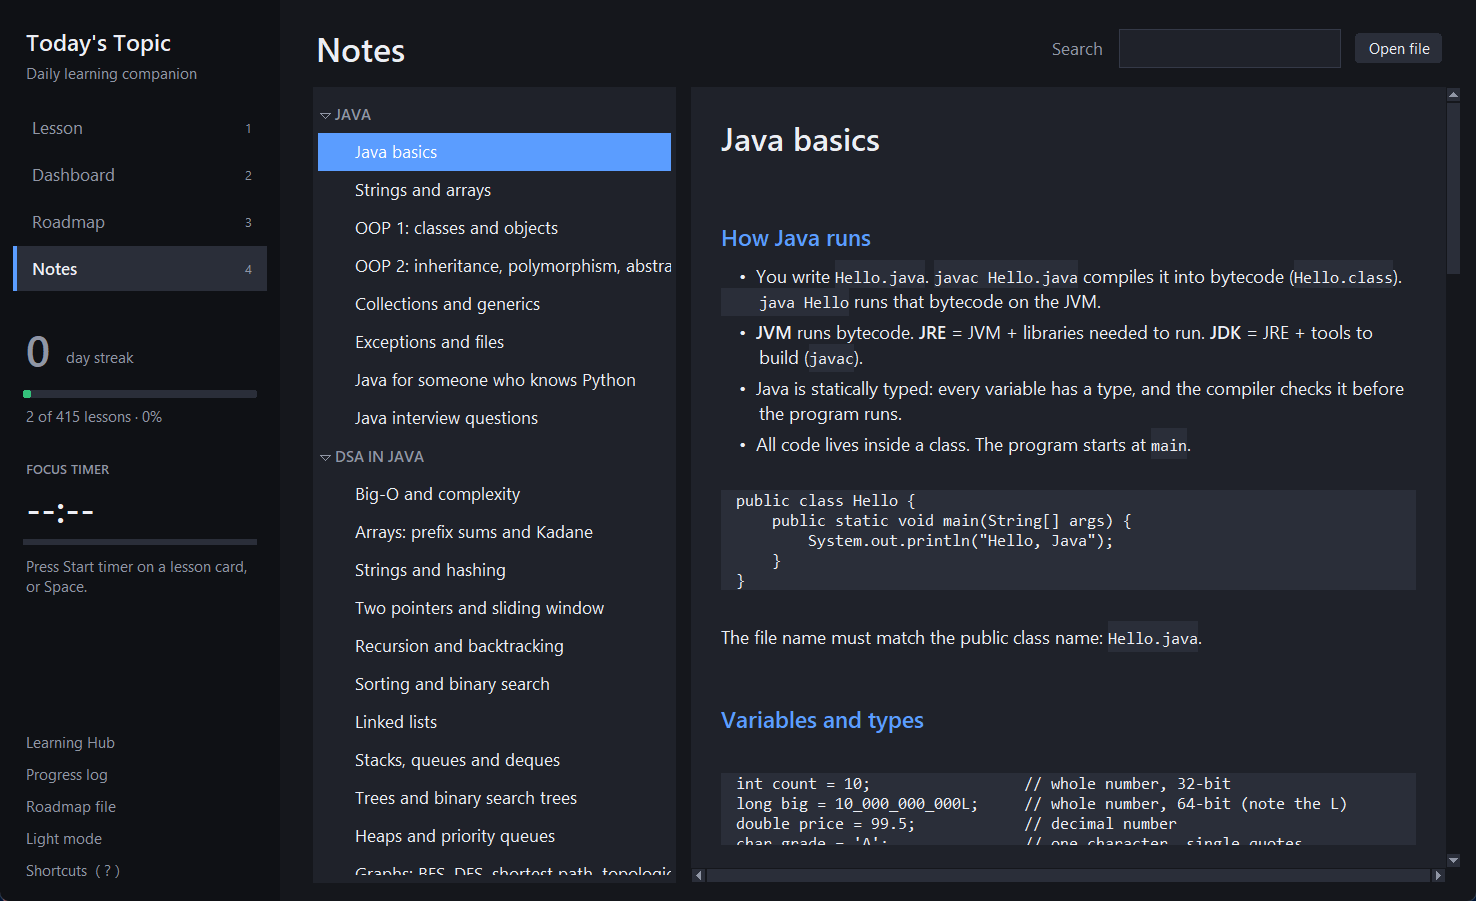 Today's Topic
Daily learning companion
Lesson 1
Dashboard 2
Roadmap 3
Notes 4
0 day streak
2 of 415 lessons · 0%
FOCUS TIMER
--:--
Press Start timer on a lesson card,
or Space.
Learning Hub
Progress log
Roadmap file
Light mode
Shortcuts ( ? )
Notes
Search
Open file
JAVA
Java basics
Strings and arrays
OOP 1: classes and objects
OOP 2: inheritance, polymorphism, abstra
Collections and generics
Exceptions and files
Java for someone who knows Python
Java interview questions
DSA IN JAVA
Big-O and complexity
Arrays: prefix sums and Kadane
Strings and hashing
Two pointers and sliding window
Recursion and backtracking
Sorting and binary search
Linked lists
Stacks, queues and deques
Trees and binary search trees
Heaps and priority queues
Graphs: BFS, DFS, shortest path, topologic
Java basics
How Java runs
• You write Hello.java. javac Hello.java compiles it into bytecode (Hello.class).
java Hello runs that bytecode on the JVM.
• JVM runs bytecode. JRE = JVM + libraries needed to run. JDK = JRE + tools to
build (javac).
• Java is statically typed: every variable has a type, and the compiler checks it before
the program runs.
• All code lives inside a class. The program starts at main.
public class Hello {
    public static void main(String[] args) {
        System.out.println("Hello, Java");
    }
}
The file name must match the public class name: Hello.java.
Variables and types
int count = 10;                 // whole number, 32-bit
long big = 10_000_000_000L;     // whole number, 64-bit (note the L)
double price = 99.5;            // decimal number
char grade = 'A';               // one character, single quotes